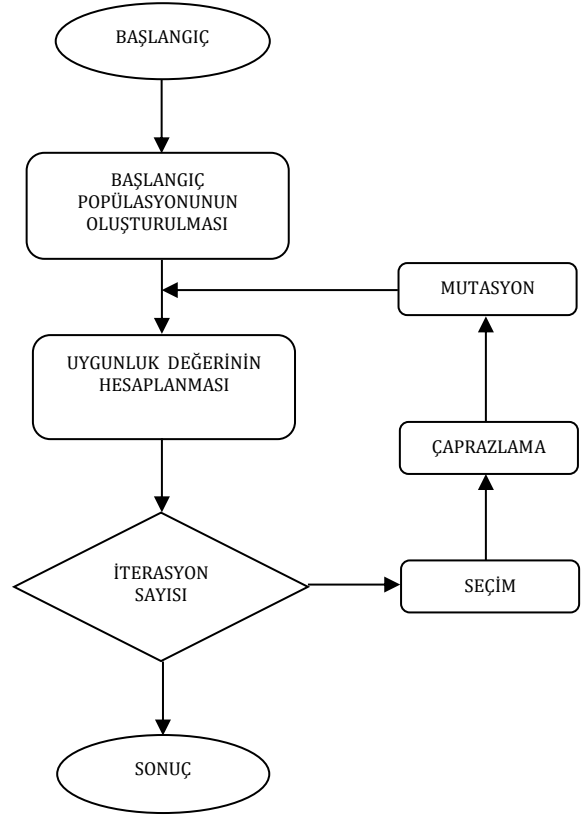 BAŞLANGIÇ
BAŞLANGIÇ
POPÜLASYONUNUN
OLUŞTURULMASI
MUTASYON
UYGUNLUK DEĞERİNİN
HESAPLANMASI
ÇAPRAZLAMA
İTERASYON
SAYISI
SEÇİM
SONUÇ